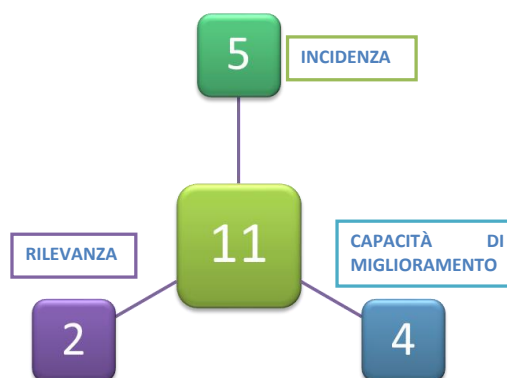 5
INCIDENZA
11
RILEVANZA
CAPACITÀ DI
MIGLIORAMENTO
2
4